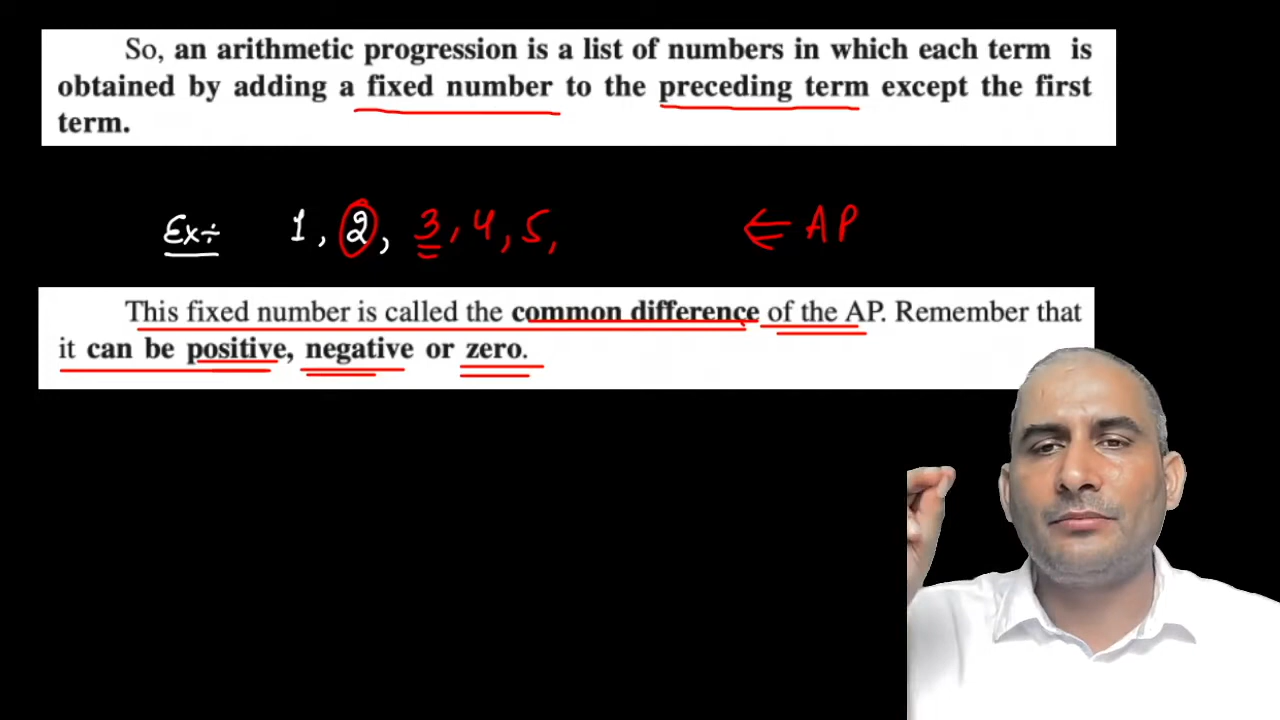 So, an arithmetic progression is a list of numbers in which each term is
obtained by adding a fixed number to the preceding term except the first
term.
Ex÷ 1, 2, 3, 4, 5, ⇐ AP
This fixed number is called the common difference of the AP. Remember that
it can be positive, negative or zero.